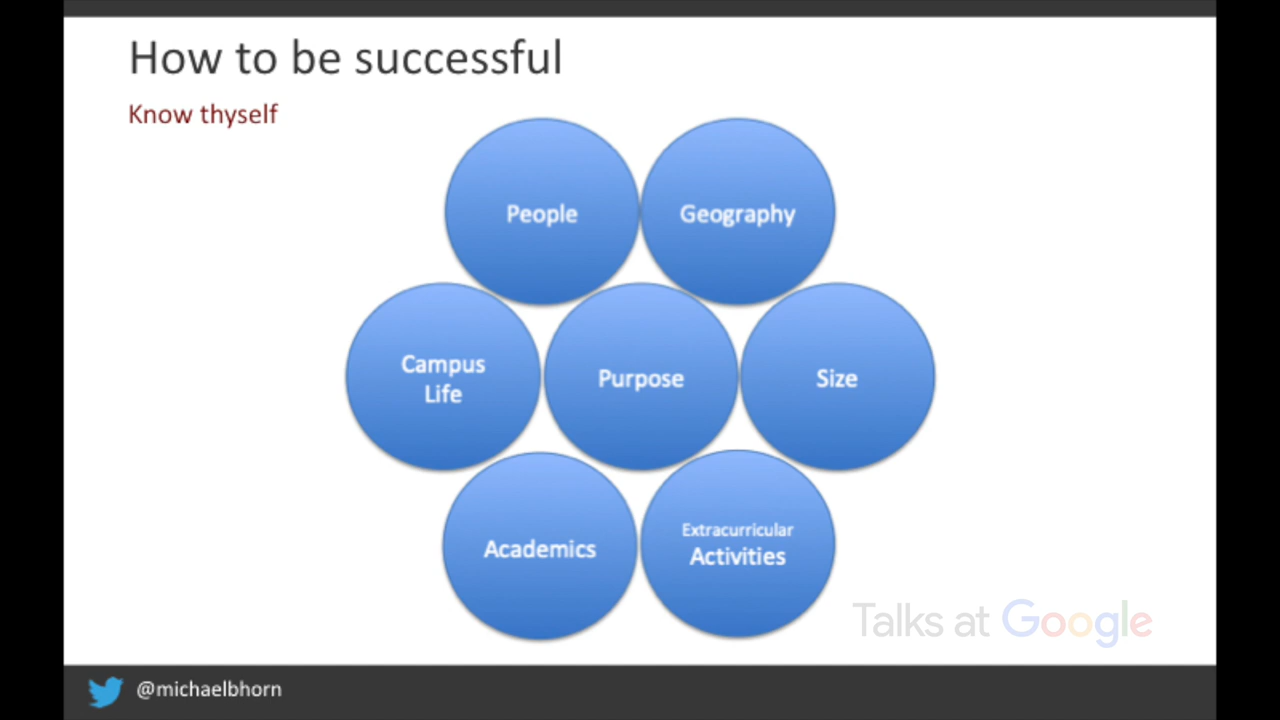 How to be successful
Know thyself
People
Geography
Campus
Life
Purpose
Size
Academics
Extracurricular
Activities
Talks at Google
@michaelbhorn